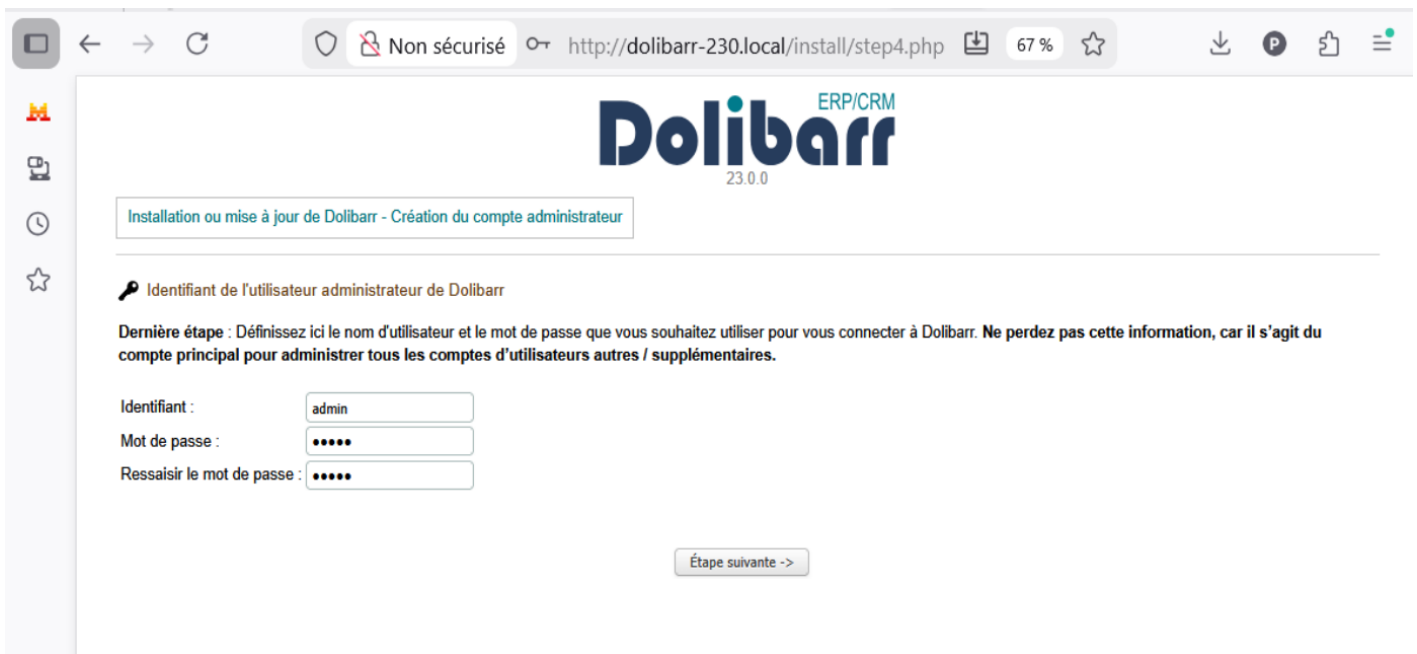 Non sécurisé http://dolibarr-230.local/install/step4.php 67 % P
ERP/CRM
Dolibarr
23.0.0
Installation ou mise à jour de Dolibarr - Création du compte administrateur
Identifiant de l'utilisateur administrateur de Dolibarr
Dernière étape : Définissez ici le nom d'utilisateur et le mot de passe que vous souhaitez utiliser pour vous connecter à Dolibarr. Ne perdez pas cette information, car il s’agit du
compte principal pour administrer tous les comptes d’utilisateurs autres / supplémentaires.
Identifiant : admin
Mot de passe : •••••
Ressaisir le mot de passe : •••••
Étape suivante ->